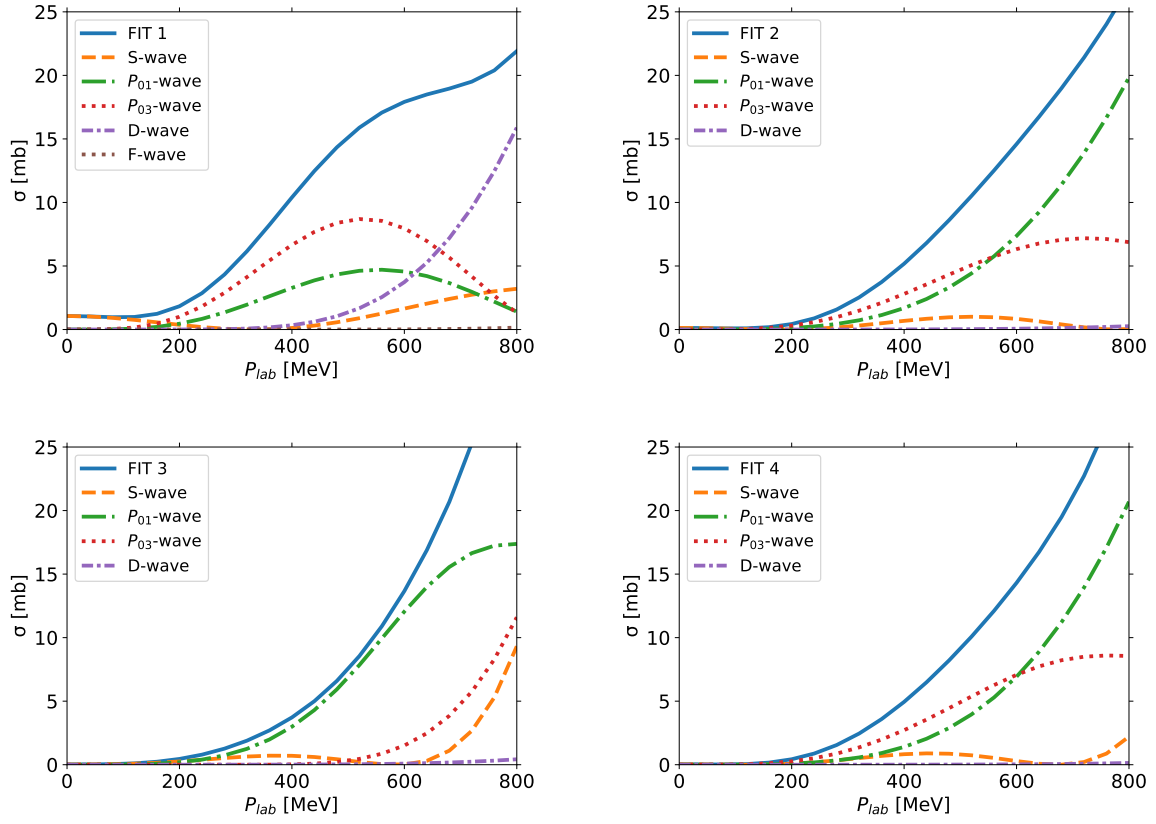 25
20
15
10
5
0
σ [mb]
FIT 1
S-wave
P01-wave
P03-wave
D-wave
F-wave
0 200 400 600 800
Plab [MeV]
25
20
15
10
5
0
σ [mb]
FIT 2
S-wave
P01-wave
P03-wave
D-wave
0 200 400 600 800
Plab [MeV]
25
20
15
10
5
0
σ [mb]
FIT 3
S-wave
P01-wave
P03-wave
D-wave
0 200 400 600 800
Plab [MeV]
25
20
15
10
5
0
σ [mb]
FIT 4
S-wave
P01-wave
P03-wave
D-wave
0 200 400 600 800
Plab [MeV]